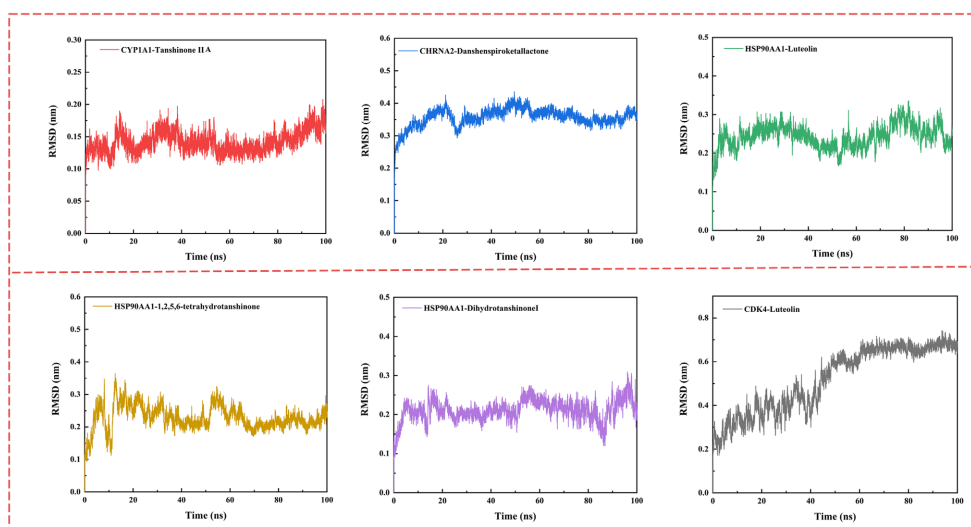 CYP1A1-Tanshinone IIA
RMSD (nm)
0.30
0.25
0.20
0.15
0.10
0.05
0.00
0 20 40 60 80 100
Time (ns)
CHRNA2-Danshenspiroketallactone
RMSD (nm)
0.6
0.5
0.4
0.3
0.2
0.1
0.0
0 20 40 60 80 100
Time (ns)
HSP90AA1-Luteolin
RMSD (nm)
0.5
0.4
0.3
0.2
0.1
0.0
0 20 40 60 80 100
Time (ns)
HSP90AA1-1,2,5,6-tetrahydrotanshinone
RMSD (nm)
0.6
0.5
0.4
0.3
0.2
0.1
0.0
0 20 40 60 80 100
Time (ns)
HSP90AA1-DihydrotanshinoneI
RMSD (nm)
0.5
0.4
0.3
0.2
0.1
0.0
0 20 40 60 80 100
Time (ns)
CDK4-Luteolin
RMSD (nm)
0.8
0.6
0.4
0.2
0.0
0 20 40 60 80 100
Time (ns)